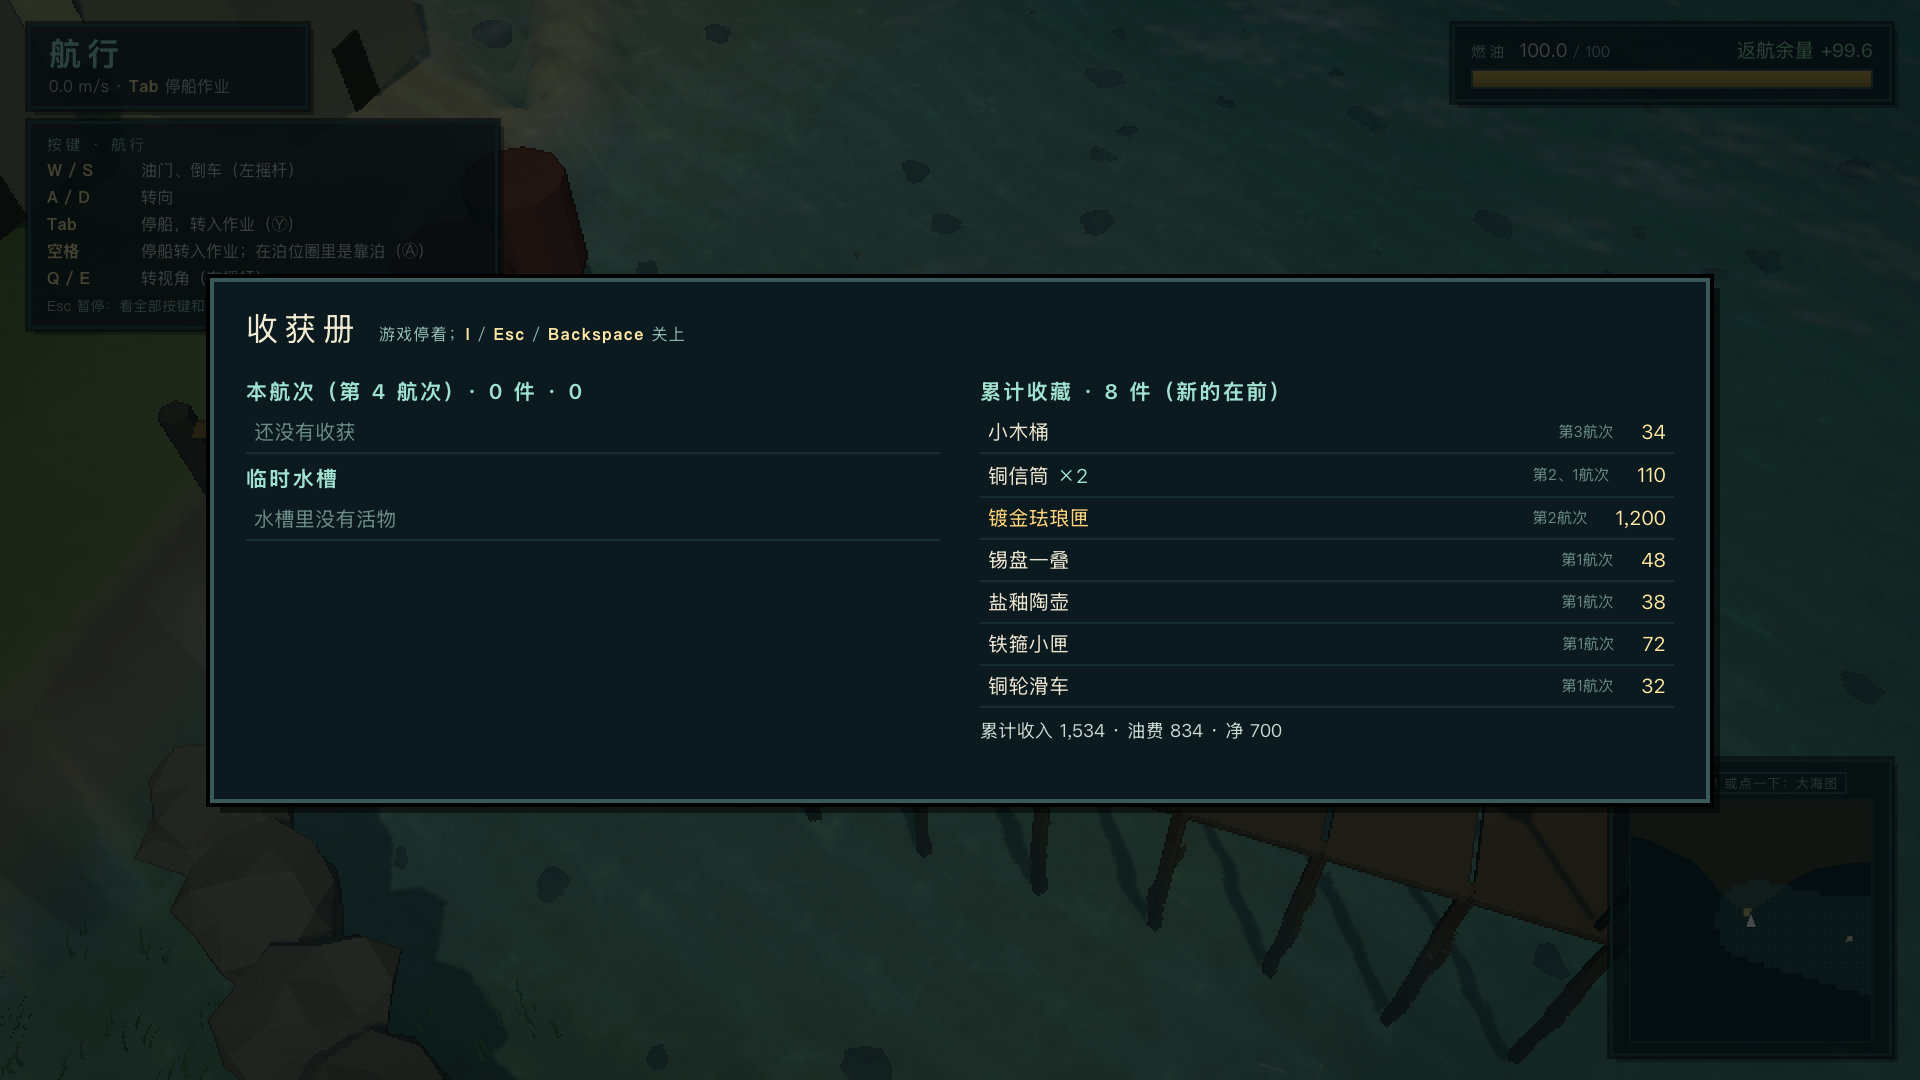 航行
0.0 m/s · Tab 停船作业
燃油 100.0 / 100 返航余量 +99.6
按键 · 航行
W / S 油门、倒车（左摇杆）
A / D 转向
Tab 停船，转入作业（Ⓨ）
空格 停船转入作业；在泊位圈里是靠泊（Ⓐ）
Q / E 转视角
Esc 暂停：看全部按键和
收获册 游戏停着；I / Esc / Backspace 关上
本航次（第 4 航次）· 0 件 · 0
还没有收获
临时水槽
水槽里没有活物
累计收藏 · 8 件（新的在前）
小木桶 第3航次 34
铜信筒 ×2 第2、1航次 110
镀金珐琅匣 第2航次 1,200
锡盘一叠 第1航次 48
盐釉陶壶 第1航次 38
铁箍小匣 第1航次 72
铜轮滑车 第1航次 32
累计收入 1,534 · 油费 834 · 净 700
或点一下：大海图